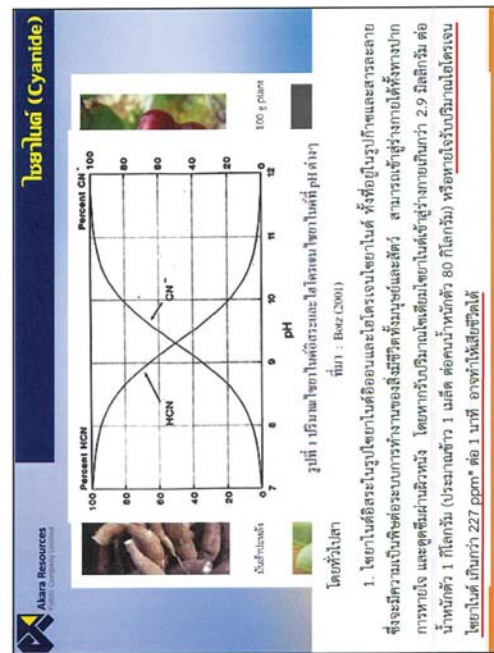 Akara Resources
Public Company Limited
ไซยาไนด์ (Cyanide)
Percent HCN
Percent CN⁻
100
80
60
40
20
0
100
80
60
40
20
0
HCN
CN⁻
7
8
9
10
11
12
pH
มันสำปะหลัง
100 g plant
รูปที่ 1 ปริมาณไซยาไนด์อิสระและไฮโดรเจนไซยาไนด์ที่ pH ต่างๆ
ที่มา : Botz (2001)
โดยทั่วไปสา
1. ไซยาไนด์อิสระในรูปไซยาไนด์อิออนและไฮโดรเจนไซยาไนด์ ทั้งที่อยู่ในรูปก๊าซและสารละลาย
ซึ่งจะมีความเป็นพิษต่อระบบการทำงานของสิ่งมีชีวิตทั้งมนุษย์และสัตว์ สามารถเข้าสู่ร่างกายได้ทั้งทางปาก
การหายใจ และดูดซึมผ่านผิวหนัง โดยหากรับปริมาณโซเดียมไซยาไนด์เข้าสู่ร่างกายเกินกว่า 2.9 มิลลิกรัม ต่อ
น้ำหนักตัว 1 กิโลกรัม (ประมาณข้าว 1 เมล็ด ต่อคนน้ำหนักตัว 80 กิโลกรัม) หรือหายใจรับปริมาณไฮโดรเจน
ไซยาไนด์ เกินกว่า 227 ppm* ต่อ 1 นาที อาจทำให้เสียชีวิตได้